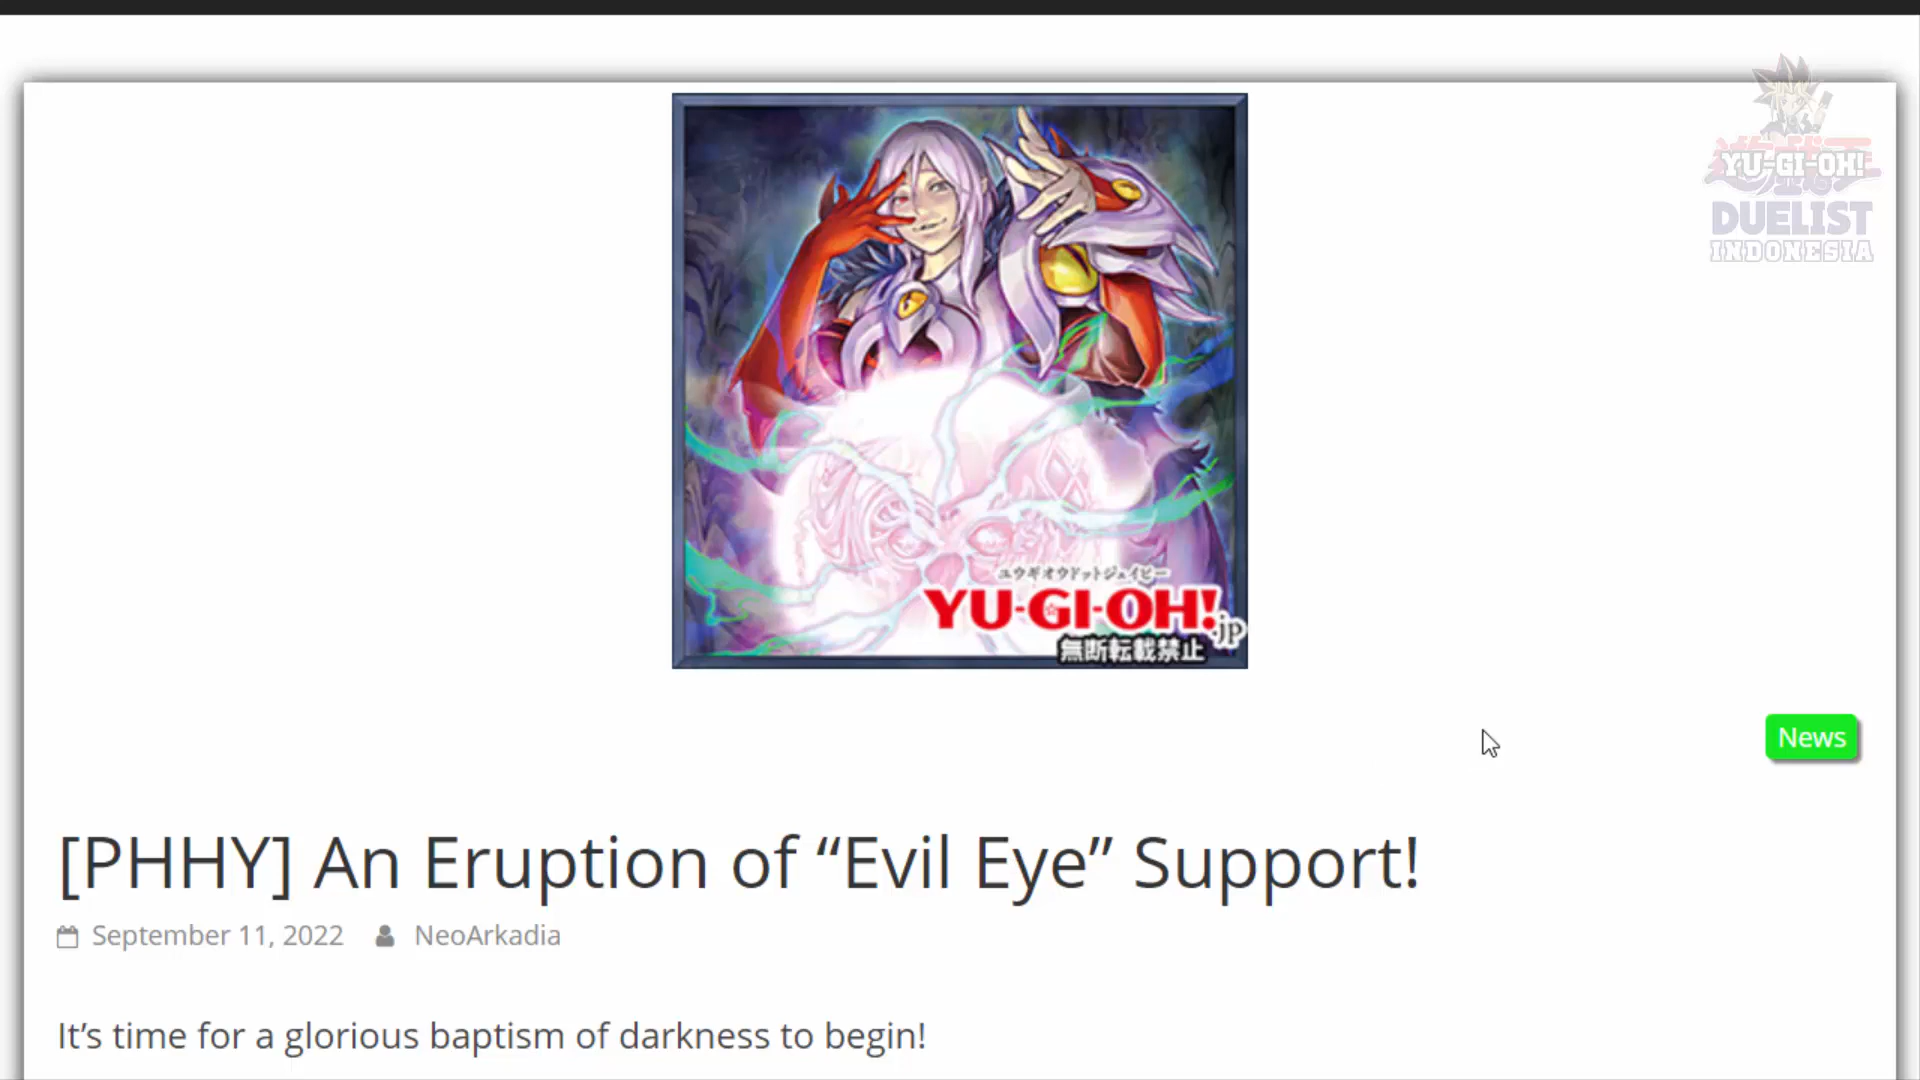 YU-GI-OH!
DUELIST
INDONESIA
ユウギオウドットジェイピー
YU-GI-OH!
.jp
無断転載禁止
News
[PHHY] An Eruption of “Evil Eye” Support!
September 11, 2022 NeoArkadia
It’s time for a glorious baptism of darkness to begin!